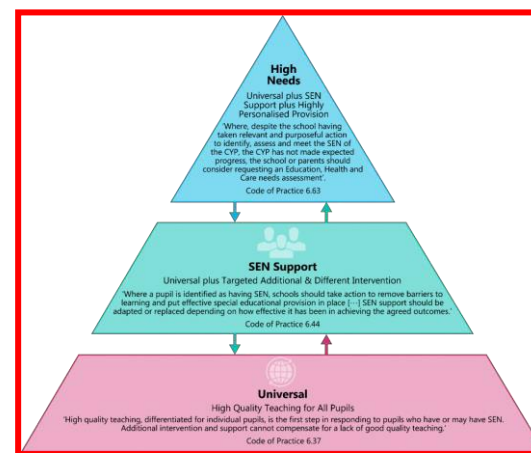 High
Needs
Universal plus SEN
Support plus Highly
Personalised Provision
'Where, despite the school having
taken relevant and purposeful action
to identify, assess and meet the SEN of
the CYP, the CYP has not made expected
progress, the school or parents should
consider requesting an Education, Health and
Care needs assessment'.
Code of Practice 6.63
SEN Support
Universal plus Targeted Additional & Different Intervention
'Where a pupil is identified as having SEN, schools should take action to remove barriers to
learning and put effective special educational provision in place [···] SEN support should be
adapted or replaced depending on how effective it has been in achieving the agreed outcomes.'
Code of Practice 6.44
Universal
High Quality Teaching for All Pupils
'High quality teaching, differentiated for individual pupils, is the first step in responding to pupils who have or may have SEN.
Additional intervention and support cannot compensate for a lack of good quality teaching.'
Code of Practice 6.37